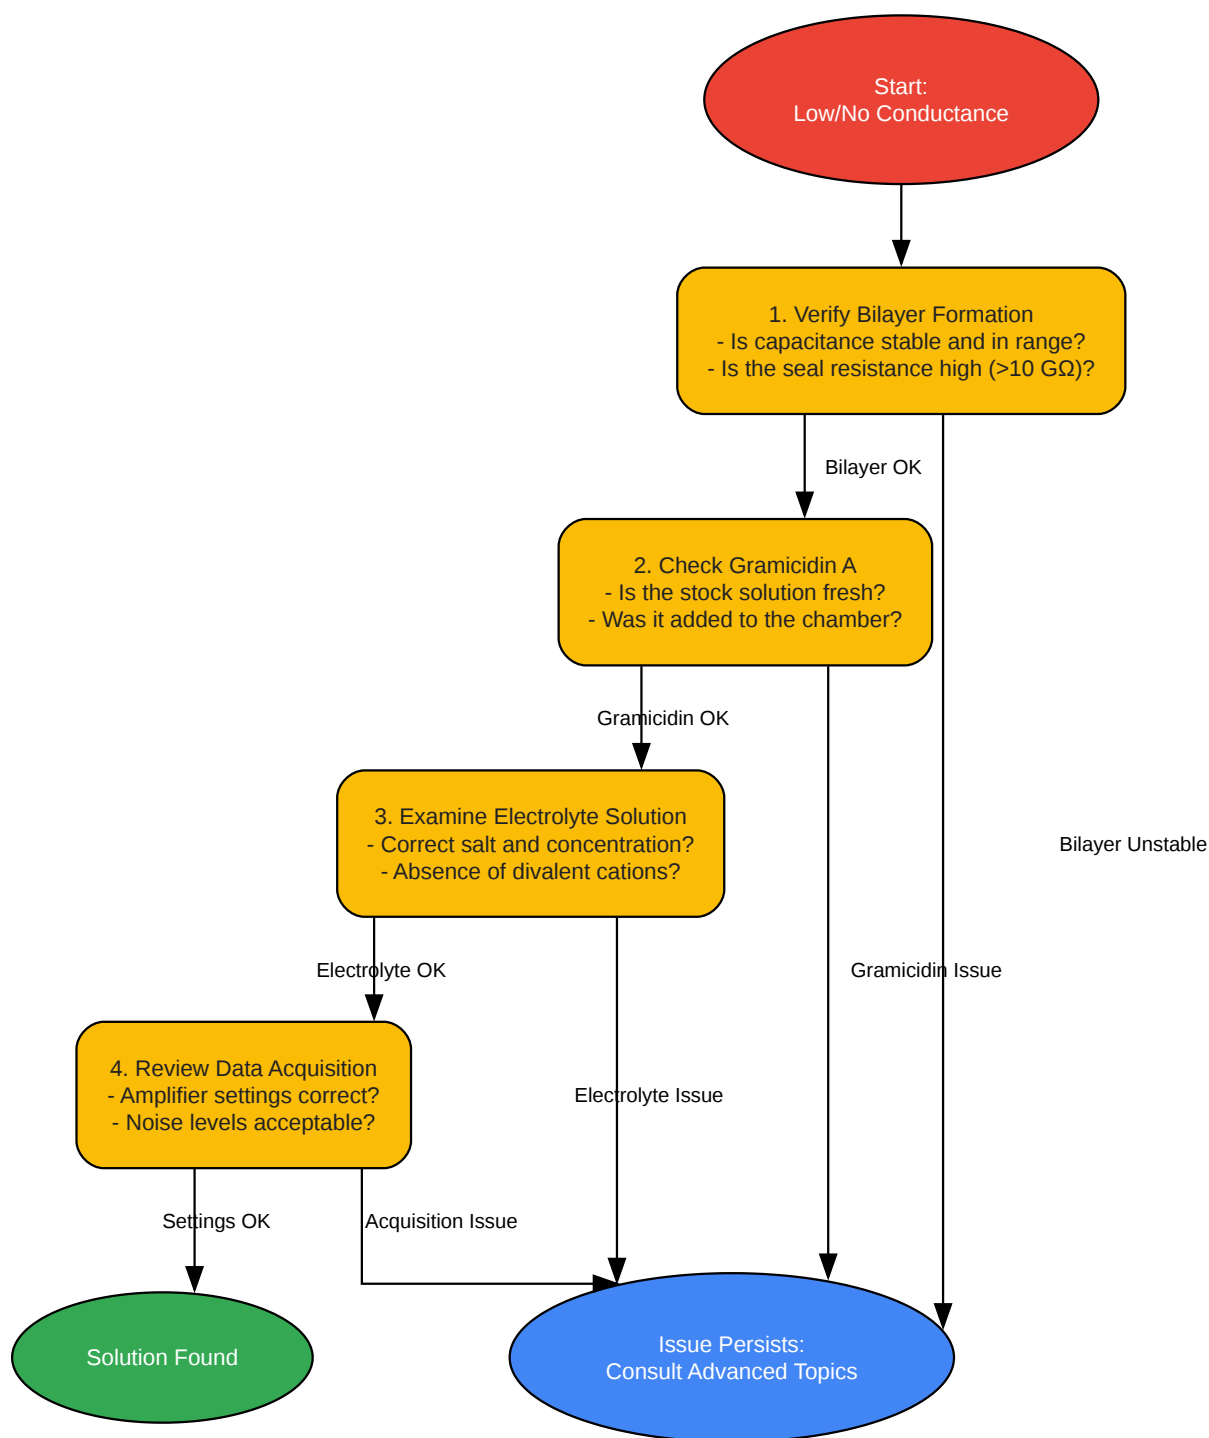 Start:
Low/No Conductance
1. Verify Bilayer Formation
- Is capacitance stable and in range?
- Is the seal resistance high (>10 GΩ)?
Bilayer OK
2. Check Gramicidin A
- Is the stock solution fresh?
- Was it added to the chamber?
Gramicidin OK
3. Examine Electrolyte Solution
- Correct salt and concentration?
- Absence of divalent cations?
Bilayer Unstable
Electrolyte OK
Gramicidin Issue
4. Review Data Acquisition
- Amplifier settings correct?
- Noise levels acceptable?
Electrolyte Issue
Settings OK
Acquisition Issue
Solution Found
Issue Persists:
Consult Advanced Topics